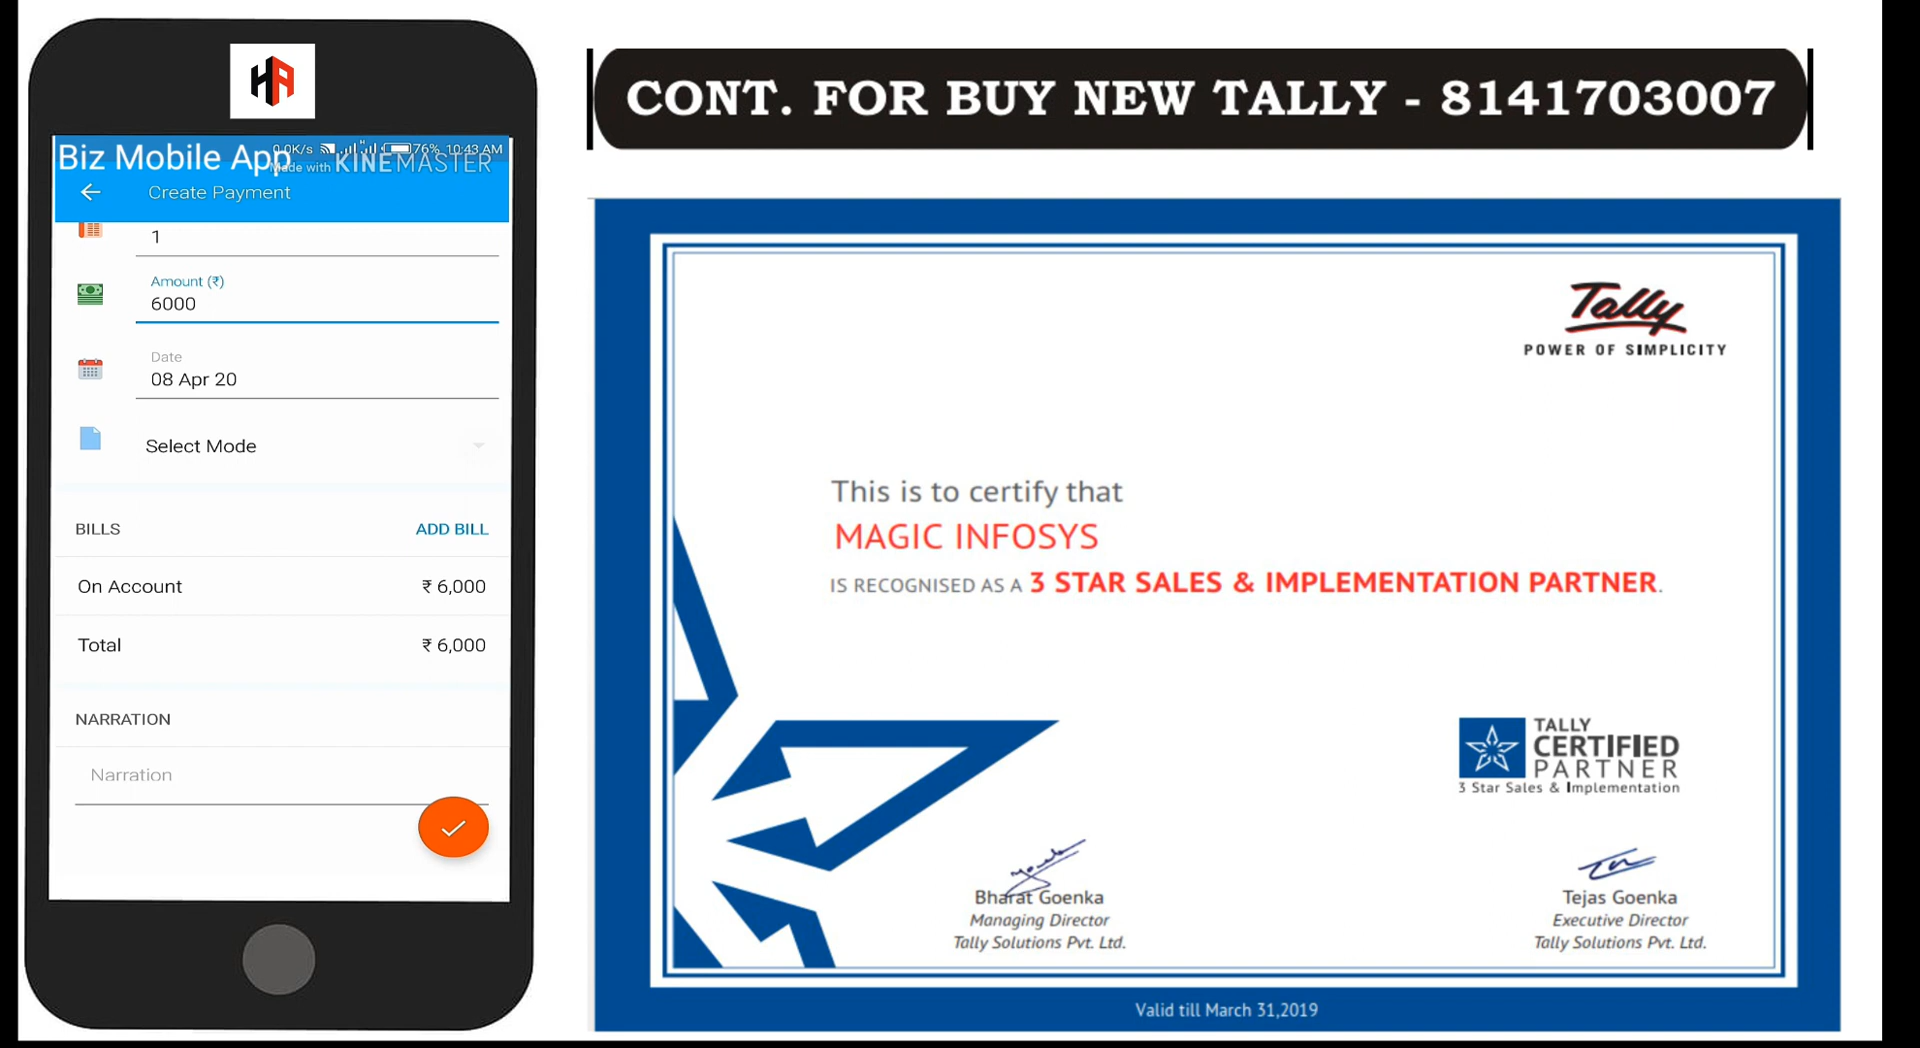 HA
Biz Mobile App
0.0K/s 76% 10:43 AM
Made with KINEMASTER
Create Payment
1
Amount (₹)
6000
Date
08 Apr 20
Select Mode
BILLS ADD BILL
On Account ₹ 6,000
Total ₹ 6,000
NARRATION
Narration
CONT. FOR BUY NEW TALLY - 8141703007
Tally
POWER OF SIMPLICITY
This is to certify that
MAGIC INFOSYS
IS RECOGNISED AS A 3 STAR SALES & IMPLEMENTATION PARTNER.
TALLY
CERTIFIED
PARTNER
3 Star Sales & Implementation
Bharat Goenka
Managing Director
Tally Solutions Pvt. Ltd.
Tejas Goenka
Executive Director
Tally Solutions Pvt. Ltd.
Valid till March 31,2019